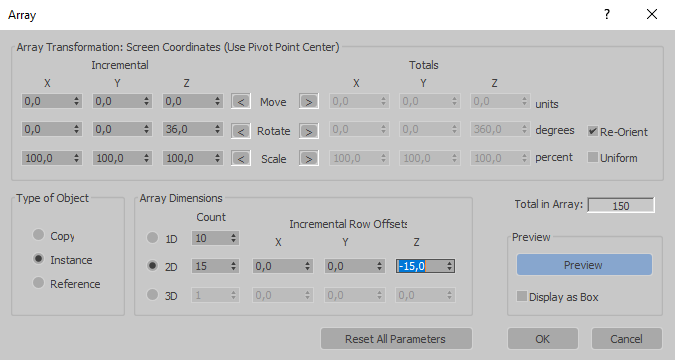 Array
? ×
Array Transformation: Screen Coordinates (Use Pivot Point Center)
Incremental Totals
X Y Z X Y Z
0,0 0,0 0,0 < Move > 0,0 0,0 0,0 units
0,0 0,0 36,0 < Rotate > 0,0 0,0 360,0 degrees Re-Orient
100,0 100,0 100,0 < Scale > 100,0 100,0 100,0 percent Uniform
Type of Object
Copy
Instance
Reference
Array Dimensions
Count Incremental Row Offsets
X Y Z
1D 10
2D 15 0,0 0,0 -15,0
3D 1 0,0 0,0 0,0
Total in Array: 150
Preview
Preview
Display as Box
Reset All Parameters OK Cancel